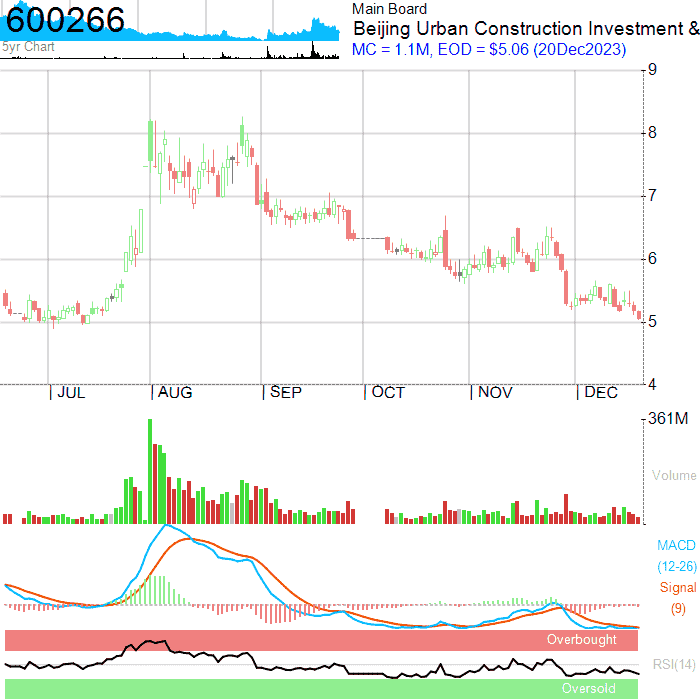 600266
5yr Chart
Main Board
Beijing Urban Construction Investment &
MC = 1.1M, EOD = $5.06 (20Dec2023)
9
8
7
6
5
4
JUL AUG SEP OCT NOV DEC
361M
Volume
MACD
(12-26)
Signal
(9)
Overbought
RSI(14)
Oversold